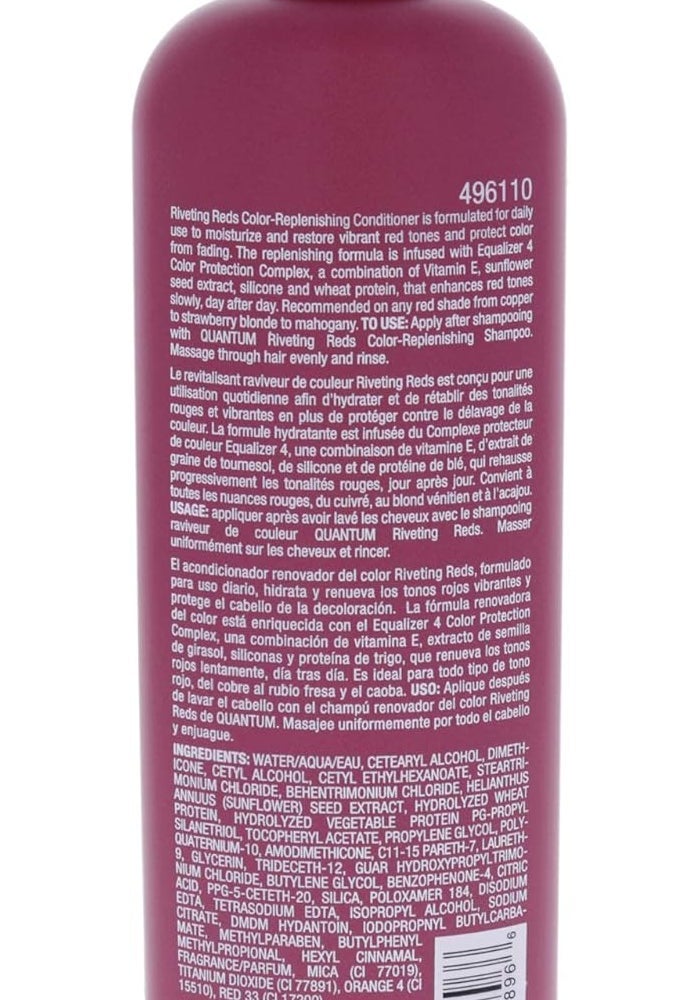 496110
Riveting Reds Color-Replenishing Conditioner is formulated for daily
use to moisturize and restore vibrant red tones and protect color
from fading. The replenishing formula is infused with Equalizer 4
Color Protection Complex, a combination of Vitamin E, sunflower
seed extract, silicone and wheat protein, that enhances red tones
slowly, day after day. Recommended on any red shade from copper
to strawberry blonde to mahogany. TO USE: Apply after shampooing
with QUANTUM Riveting Reds Color-Replenishing Shampoo.
Massage through hair evenly and rinse.
Le revitalisant raviveur de couleur Riveting Reds est conçu pour une
utilisation quotidienne afin d'hydrater et de rétablir des tonalités
rouges et vibrantes en plus de protéger contre le délavage de la
couleur. La formule hydratante est infusée du Complexe protecteur
de couleur Equalizer 4, une combinaison de vitamine E, d'extrait de
graine de tournesol, de silicone et de protéine de blé, qui rehausse
progressivement les tonalités rouges, jour après jour. Convient à
toutes les nuances rouges, du cuivré, au blond vénitien et à l'acajou.
USAGE: appliquer après avoir lavé les cheveux avec le shampooing
raviveur de couleur QUANTUM Riveting Reds. Masser
uniformément sur les cheveux et rincer.
El acondicionador renovador del color Riveting Reds, formulado
para uso diario, hidrata y renueva los tonos rojos vibrantes y
protege el cabello de la decoloración. La fórmula renovadora
del color está enriquecida con el Equalizer 4 Color Protection
Complex, una combinación de vitamina E, extracto de semilla
de girasol, siliconas y proteína de trigo, que renueva los tonos
rojos lentamente, día tras día. Es ideal para todo tipo de tono
rojo, del cobre al rubio fresa y el caoba. USO: Aplique después
de lavar el cabello con el champú renovador del color Riveting
Reds de QUANTUM. Masajee uniformemente por todo el cabello
y enjuague.
INGREDIENTS: WATER/AQUA/EAU, CETEARYL ALCOHOL, DIMETH-
ICONE, CETYL ALCOHOL, CETYL ETHYLHEXANOATE, STEARTRI-
MONIUM CHLORIDE, BEHENTRIMONIUM CHLORIDE, HELIANTHUS
ANNUUS (SUNFLOWER) SEED EXTRACT, HYDROLYZED WHEAT
PROTEIN, HYDROLYZED VEGETABLE PROTEIN PG-PROPYL
SILANETRIOL, TOCOPHERYL ACETATE, PROPYLENE GLYCOL, POLY-
QUATERNIUM-10, AMODIMETHICONE, C11-15 PARETH-7, LAURETH-
9, GLYCERIN, TRIDECETH-12, GUAR HYDROXYPROPYLTRIMO-
NIUM CHLORIDE, BUTYLENE GLYCOL, BENZOPHENONE-4, CITRIC
ACID, PPG-5-CETETH-20, SILICA, POLOXAMER 184, DISODIUM
EDTA, TETRASODIUM EDTA, ISOPROPYL ALCOHOL, SODIUM
CITRATE, DMDM HYDANTOIN, IODOPROPYNYL BUTYLCARBA-
MATE, METHYLPARABEN, BUTYLPHENYL
METHYLPROPIONAL, HEXYL CINNAMAL,
FRAGRANCE/PARFUM, MICA (CI 77019),
TITANIUM DIOXIDE (CI 77891), ORANGE 4 (CI
15510), RED 33 (CI 17200)
896 6